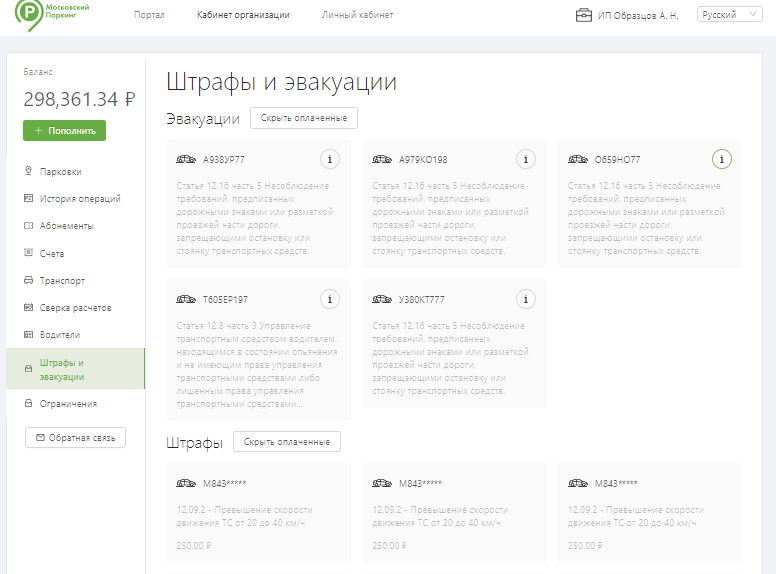 Московский
Паркинг
Портал
Кабинет организации
Личный кабинет
ИП Образцов А. Н.
Русский
Баланс
298,361.34 ₽
+ Пополнить
Парковки
История операций
Абонементы
Счета
Транспорт
Сверка расчетов
Водители
Штрафы и
эвакуации
Ограничения
Обратная связь
Штрафы и эвакуации
Эвакуации
Скрыть оплаченные
А938УР77
Статья 12.16 часть 5 Несоблюдение
требований, предписанных
дорожными знаками или разметкой
проезжей части дороги,
запрещающими остановку или
стоянку транспортных средств.
А979КО198
Статья 12.16 часть 5 Несоблюдение
требований, предписанных
дорожными знаками или разметкой
проезжей части дороги,
запрещающими остановку или
стоянку транспортных средств.
О659НО77
Статья 12.16 часть 5 Несоблюдение
требований, предписанных
дорожными знаками или разметкой
проезжей части дороги,
запрещающими остановку или
стоянку транспортных средств.
Т605ЕР197
Статья 12.8 часть 3 Управление
транспортным средством водителем,
находящимся в состоянии опьянения
и не имеющим права управления
транспортными средствами либо
лишенным права управления
транспортными средствами...
У380КТ777
Статья 12.16 часть 5 Несоблюдение
требований, предписанных
дорожными знаками или разметкой
проезжей части дороги,
запрещающими остановку или
стоянку транспортных средств.
Штрафы
Скрыть оплаченные
М843*****
12.09.2 - Превышение скорости
движения ТС от 20 до 40 км/ч
250.00 ₽
М843*****
12.09.2 - Превышение скорости
движения ТС от 20 до 40 км/ч
250.00 ₽
М843*****
12.09.2 - Превышение скорости
движения ТС от 20 до 40 км/ч
250.00 ₽